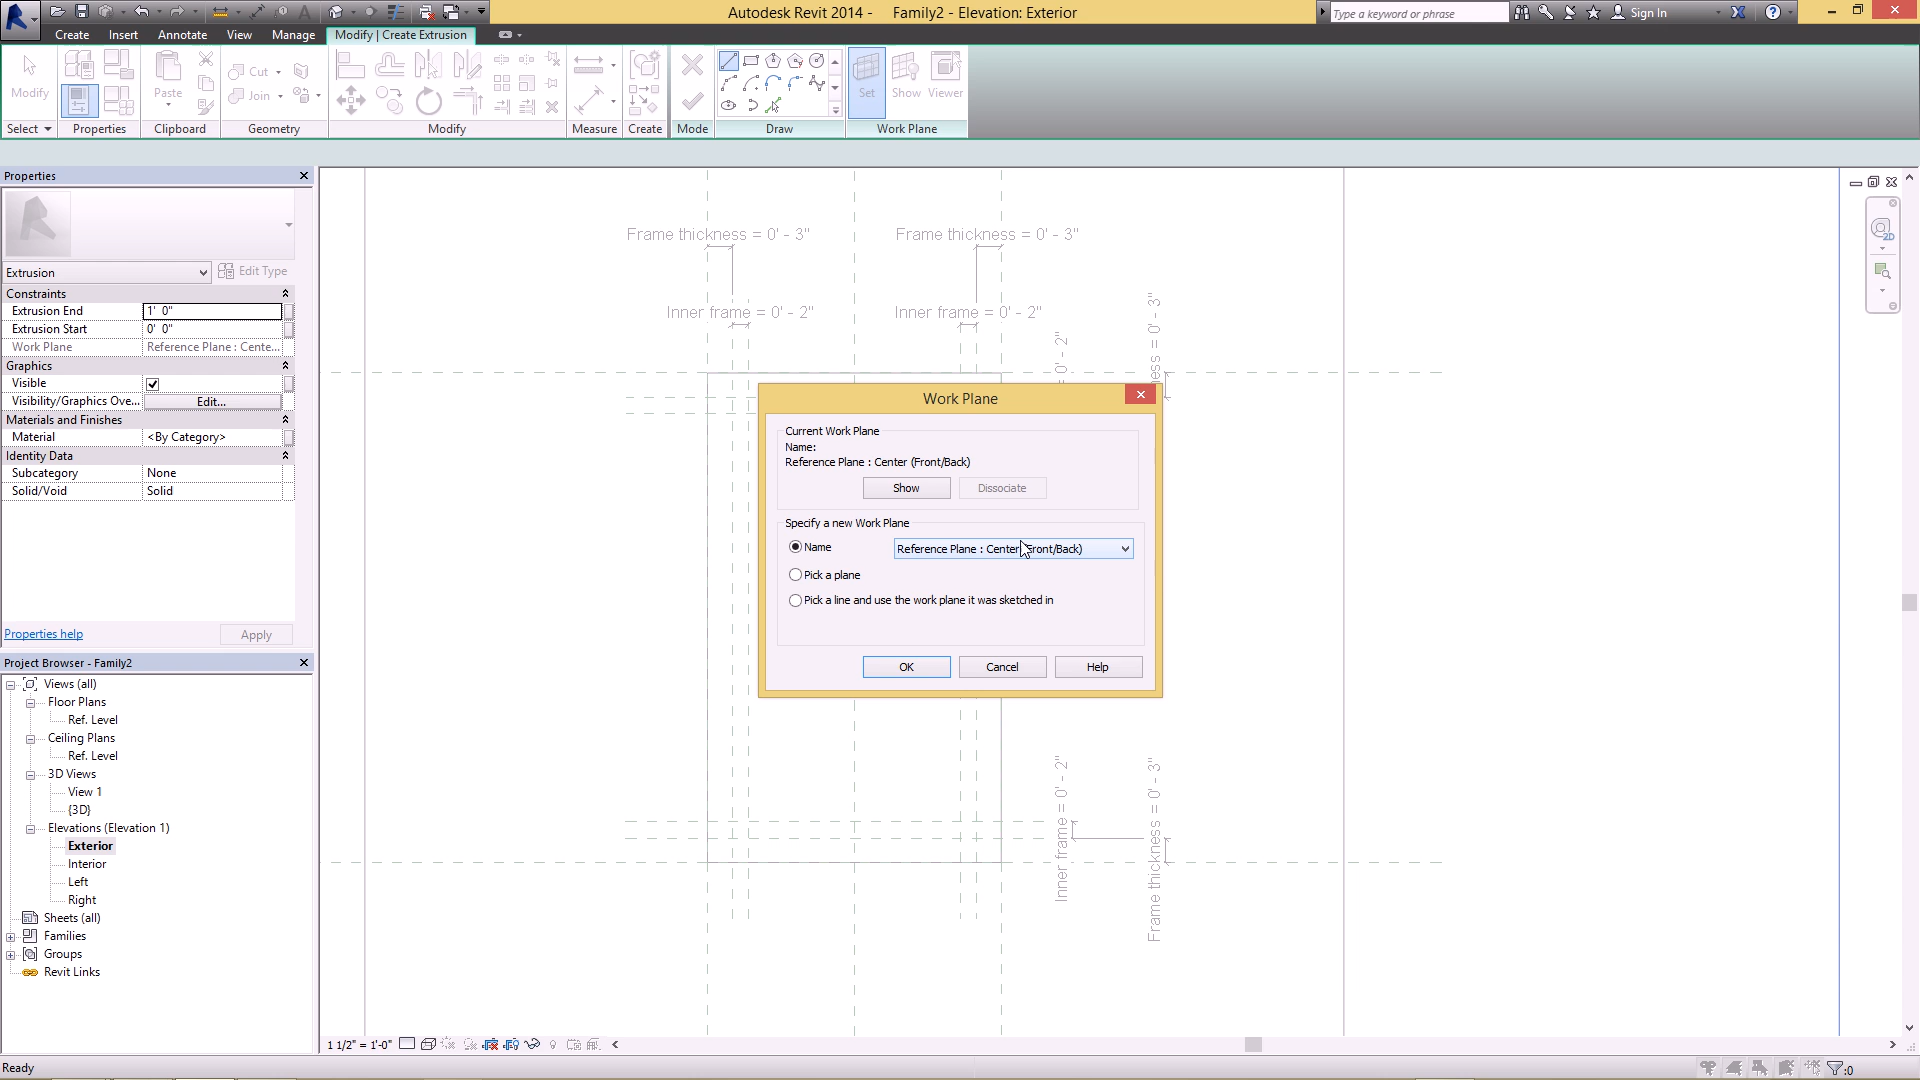 Autodesk Revit 2014 - Family2 - Elevation: Exterior
Type a keyword or phrase
Sign In
Create Insert Annotate View Manage Modify | Create Extrusion
Modify
Paste
Cut
Join
Set Show Viewer
Select Properties Clipboard Geometry Modify Measure Create Mode Draw Work Plane
Properties
Extrusion
Edit Type
Constraints
Extrusion End 1' 0"
Extrusion Start 0' 0"
Work Plane Reference Plane : Cente...
Graphics
Visible
Visibility/Graphics Ove... Edit...
Materials and Finishes
Material <By Category>
Identity Data
Subcategory None
Solid/Void Solid
Properties help
Apply
Project Browser - Family2
Views (all)
Floor Plans
Ref. Level
Ceiling Plans
Ref. Level
3D Views
View 1
{3D}
Elevations (Elevation 1)
Exterior
Interior
Left
Right
Sheets (all)
Families
Groups
Revit Links
Frame thickness = 0' - 3"
Frame thickness = 0' - 3"
Inner frame = 0' - 2"
Inner frame = 0' - 2"
= 0' - 2"
ess = 0' - 3"
Work Plane
Current Work Plane
Name:
Reference Plane : Center (Front/Back)
Show
Dissociate
Specify a new Work Plane
Name
Reference Plane : Center (Front/Back)
Pick a plane
Pick a line and use the work plane it was sketched in
OK
Cancel
Help
Inner frame = 0' - 2"
Frame thickness = 0' - 3"
1 1/2" = 1'-0"
Ready
:0
2D